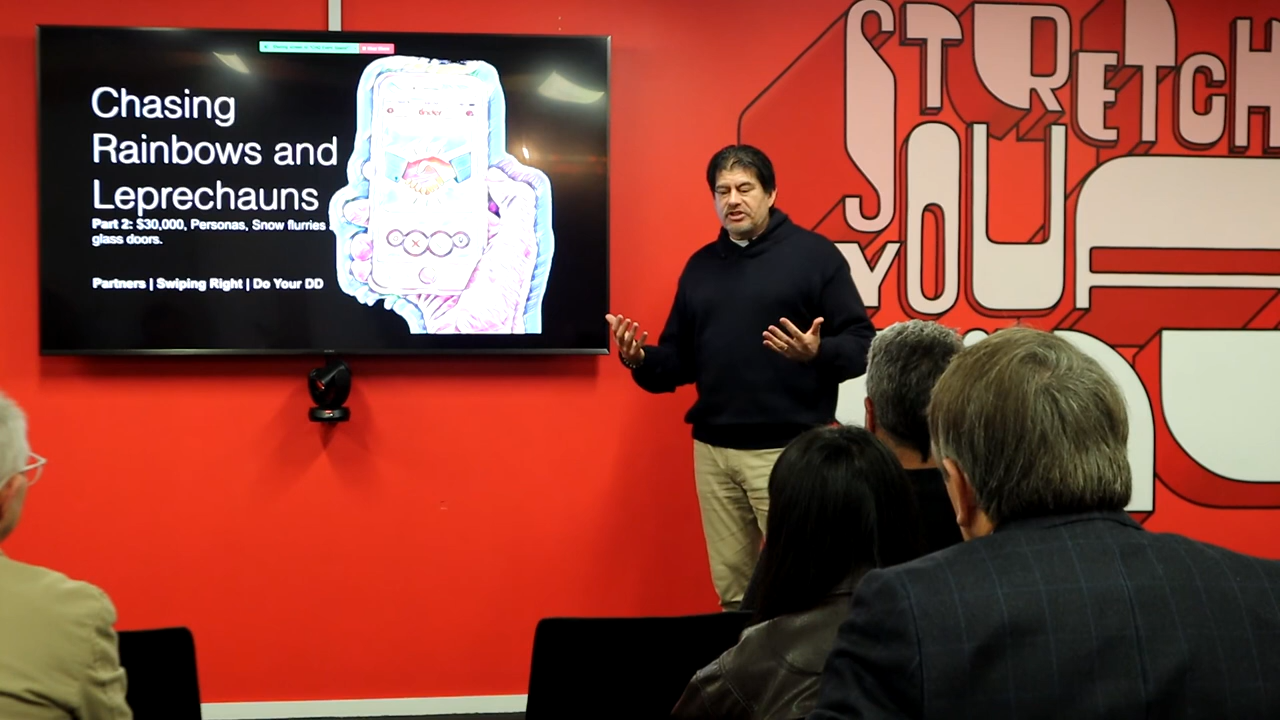 Chasing
Rainbows and
Leprechauns
Part 2: $30,000, Personas, Snow flurries
glass doors.
Partners | Swiping Right | Do Your DD
STRETCH
YOUR